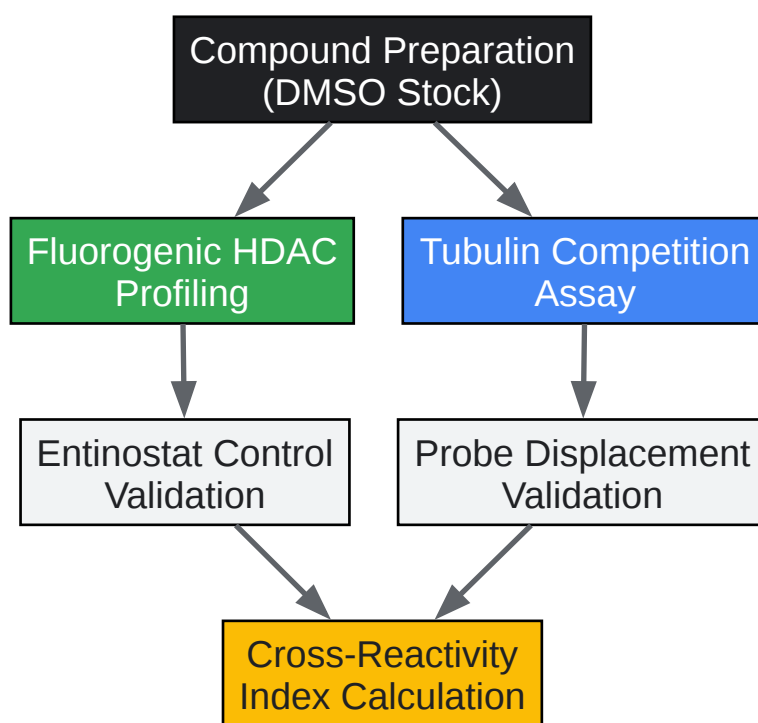 Compound Preparation
(DMSO Stock)
Fluorogenic HDAC
Profiling
Tubulin Competition
Assay
Entinostat Control
Validation
Probe Displacement
Validation
Cross-Reactivity
Index Calculation